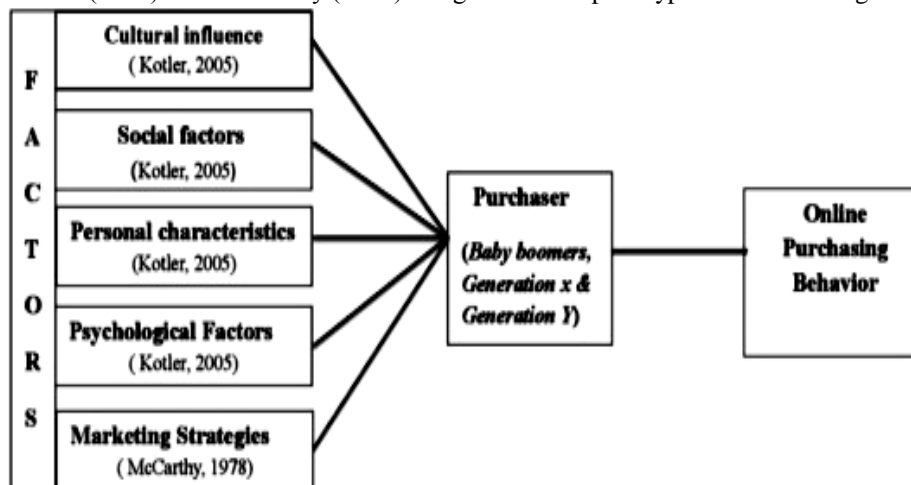 F
A
C
T
O
R
S
Cultural influence
( Kotler, 2005)
Social factors
(Kotler, 2005)
Personal characteristics
(Kotler, 2005)
Psychological Factors
( Kotler, 2005)
Marketing Strategies
( McCarthy, 1978)
Purchaser
(Baby boomers,
Generation x &
Generation Y)
Online
Purchasing
Behavior